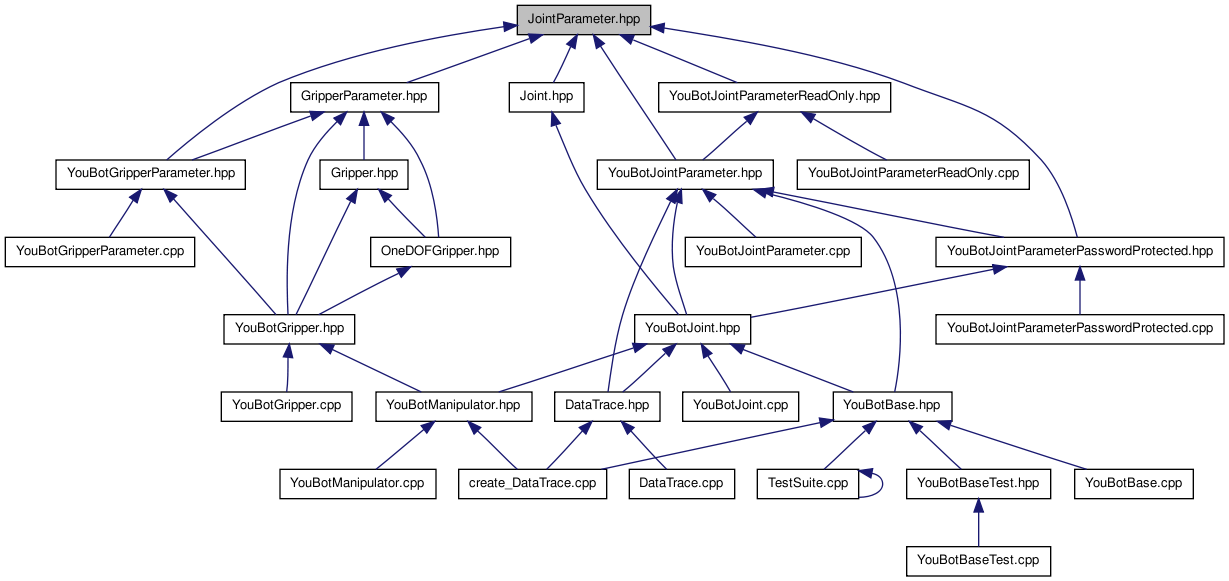 JointParameter.hpp
GripperParameter.hpp
Joint.hpp
YouBotJointParameterReadOnly.hpp
YouBotGripperParameter.hpp
Gripper.hpp
YouBotJointParameter.hpp
YouBotJointParameterReadOnly.cpp
YouBotGripperParameter.cpp
OneDOFGripper.hpp
YouBotJointParameter.cpp
YouBotJointParameterPasswordProtected.hpp
YouBotGripper.hpp
YouBotJoint.hpp
YouBotJointParameterPasswordProtected.cpp
YouBotGripper.cpp
YouBotManipulator.hpp
DataTrace.hpp
YouBotJoint.cpp
YouBotBase.hpp
YouBotManipulator.cpp
create_DataTrace.cpp
DataTrace.cpp
TestSuite.cpp
YouBotBaseTest.hpp
YouBotBase.cpp
YouBotBaseTest.cpp